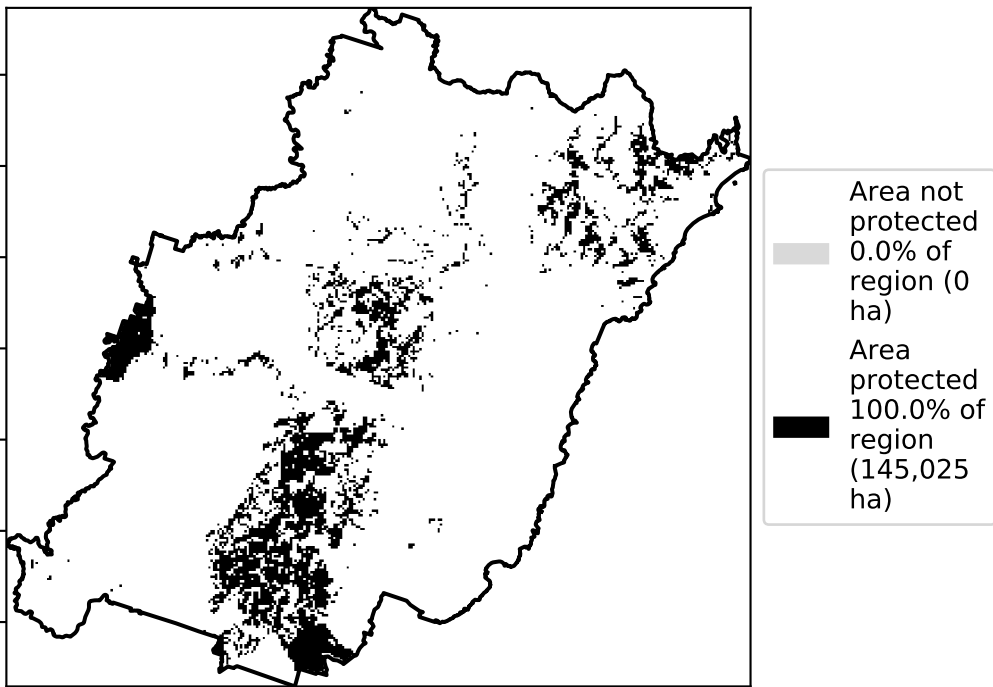 Area not
protected
0.0% of
region (0
ha)
Area
protected
100.0% of
region
(145,025
ha)